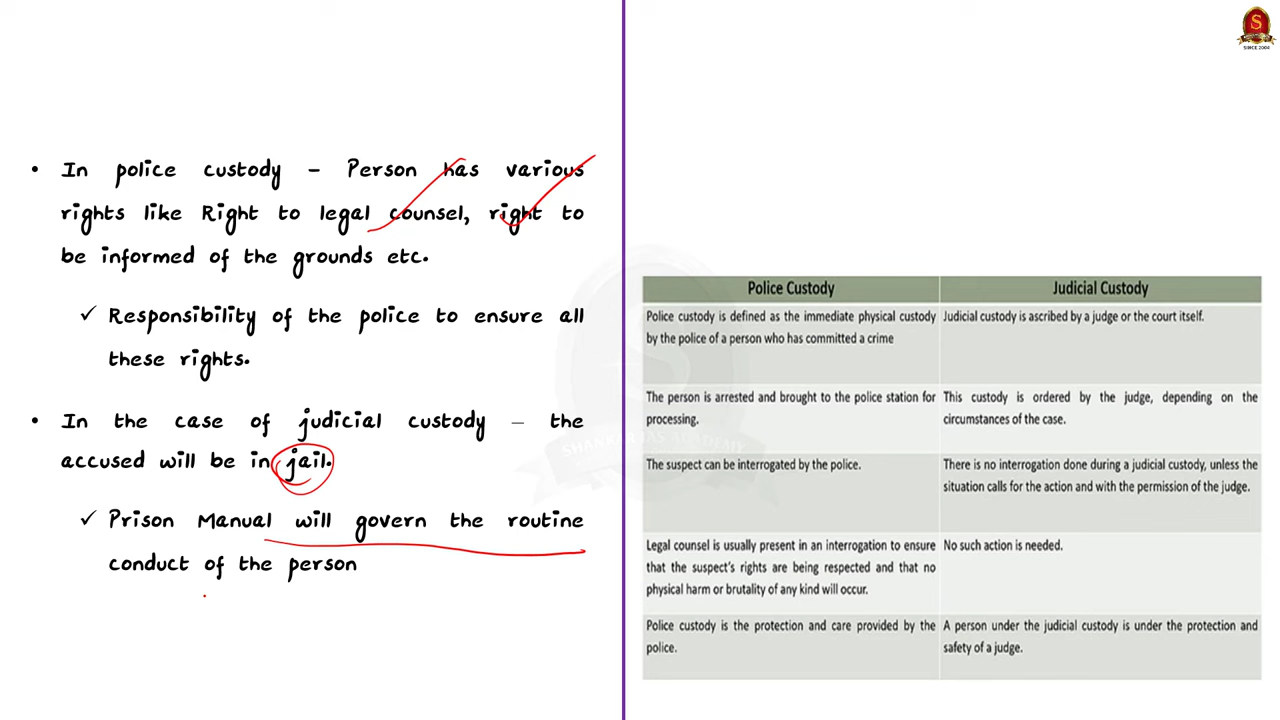 S
SINCE 2004
• In police custody – Person has various
rights like Right to legal counsel, right to
be informed of the grounds etc.
✓ Responsibility of the police to ensure all
these rights.
• In the case of judicial custody – the
accused will be in jail.
✓ Prison Manual will govern the routine
conduct of the person
Police Custody
Judicial Custody
Police custody is defined as the immediate physical custody
by the police of a person who has committed a crime
Judicial custody is ascribed by a judge or the court itself.
The person is arrested and brought to the police station for
processing.
This custody is ordered by the judge, depending on the
circumstances of the case.
The suspect can be interrogated by the police.
There is no interrogation done during a judicial custody, unless the
situation calls for the action and with the permission of the judge.
Legal counsel is usually present in an interrogation to ensure
that the suspect's rights are being respected and that no
physical harm or brutality of any kind will occur.
No such action is needed.
Police custody is the protection and care provided by the
police.
A person under the judicial custody is under the protection and
safety of a judge.
SHANKAR IAS ACADEMY